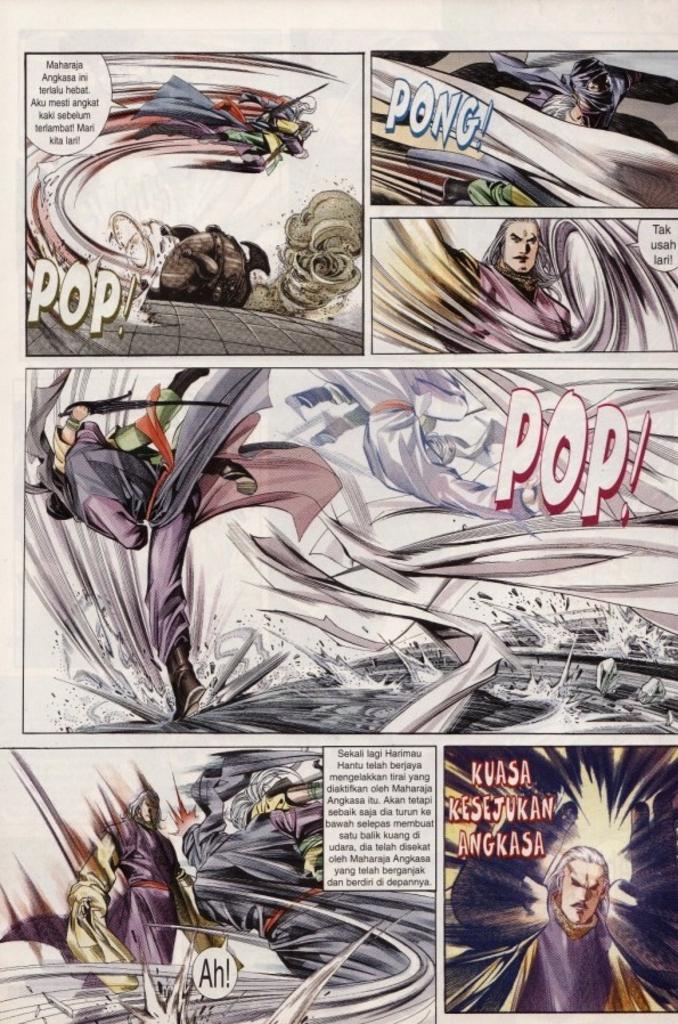 Maharaja
Angkasa ini
terlalu hebat.
Aku mesti angkat
kaki sebelum
terlambat! Mari
kita lari!
POP!
PONG!
Tak
usah
lari!
POP!
Sekali lagi Harimau
Hantu telah berjaya
mengelakkan tirai yang
diaktifkan oleh Maharaja
Angkasa itu. Akan tetapi
sebaik saja dia turun ke
bawah selepas membuat
satu balik kuang di
udara, dia telah disekat
oleh Maharaja Angkasa
yang telah berganjak
dan berdiri di depannya.
Ah!
KUASA
KESEJUKAN
ANGKASA